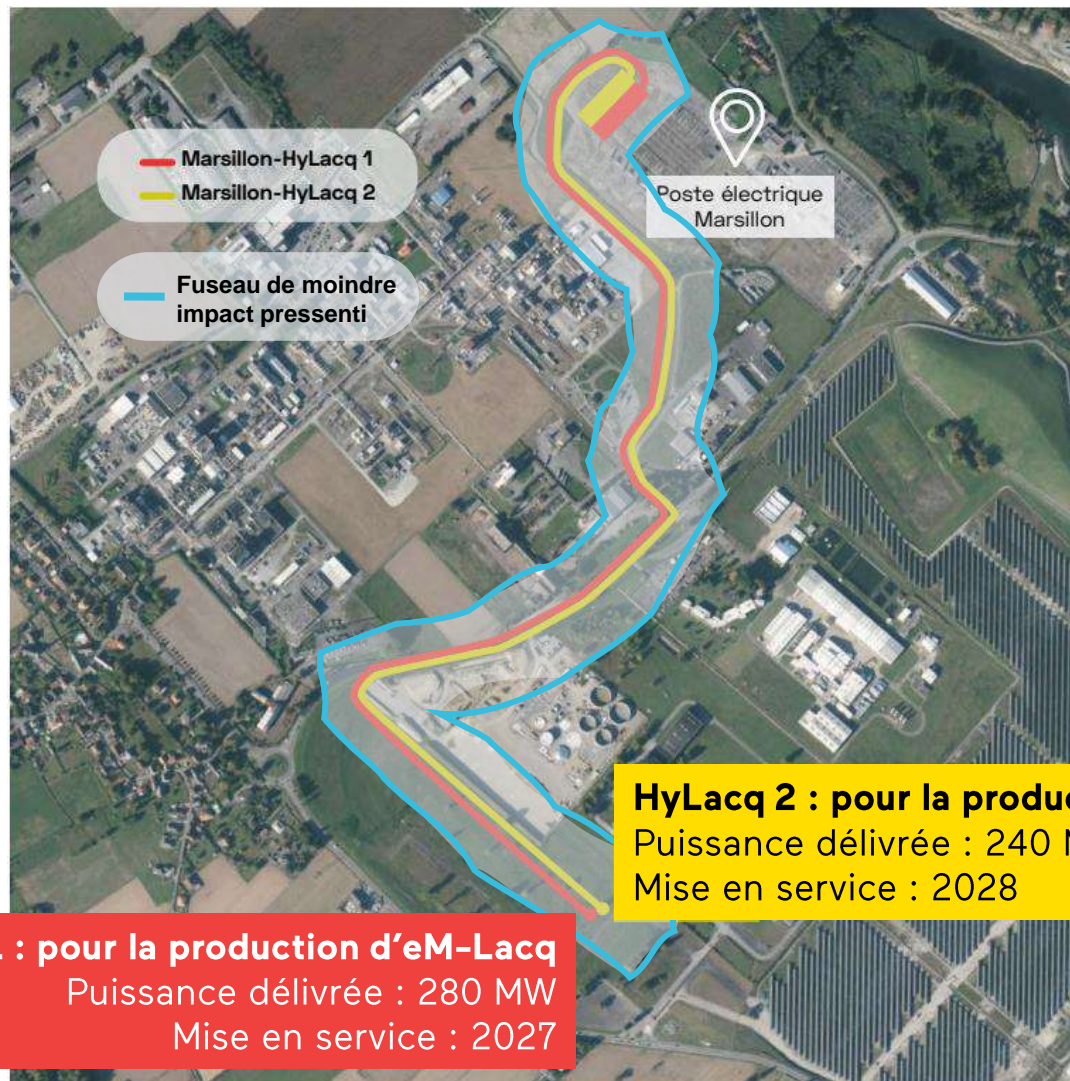 Marsillon-HyLacq 1
Marsillon-HyLacq 2
Fuseau de moindre
impact pressenti
Poste électrique
Marsillon
HyLacq 2 : pour la
Puissance délivrée : 240
Mise en service : 2028
: pour la production d’eM-Lacq
Puissance délivrée : 280 MW
Mise en service : 2027